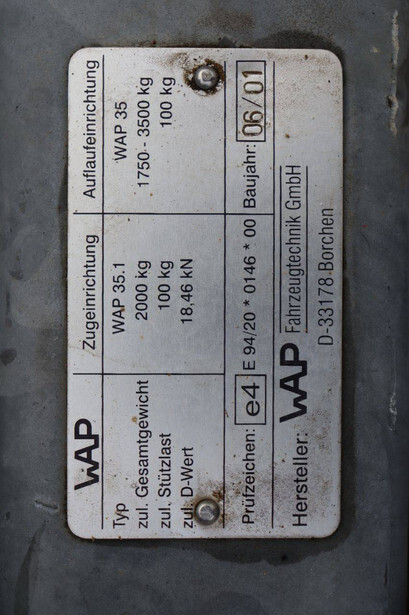 WAP Zugeinrichtung Auflaufeinrichtung
Typ WAP 35.1 WAP 35
zul. Gesamtgewicht 2000 kg 1750 - 3500 kg
zul. Stützlast 100 kg 100 kg
zul. D-Wert 18,46 kN
Prüfzeichen: e4 E 94/20 * 0146 * 00 Baujahr: 06/01
Hersteller: WAP Fahrzeugtechnik GmbH
D-33178 Borchen